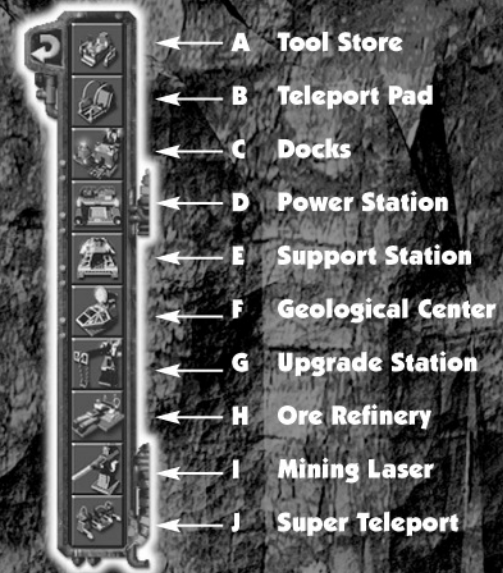 A Tool Store
B Teleport Pad
C Docks
D Power Station
E Support Station
F Geological Center
G Upgrade Station
H Ore Refinery
I Mining Laser
J Super Teleport